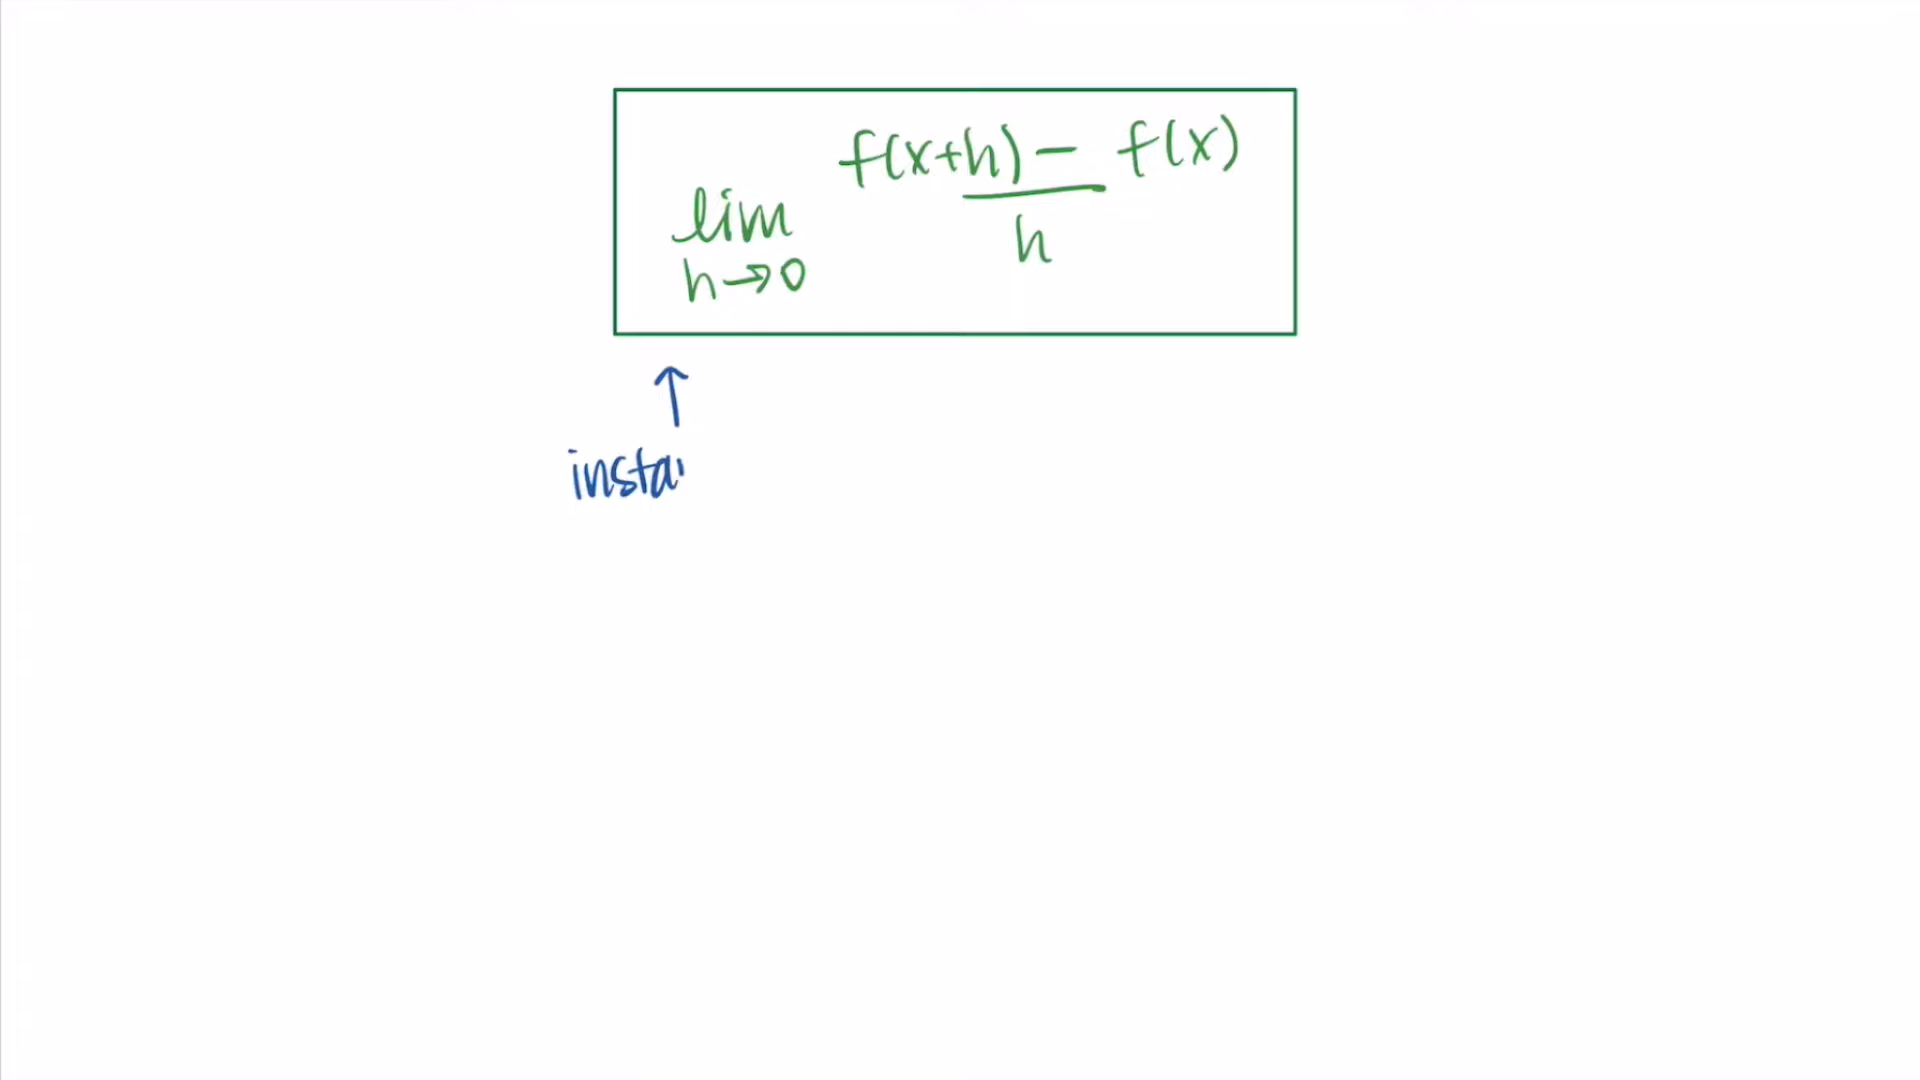 f(x+h) - f(x)
lim
h
h→0
↑
insta